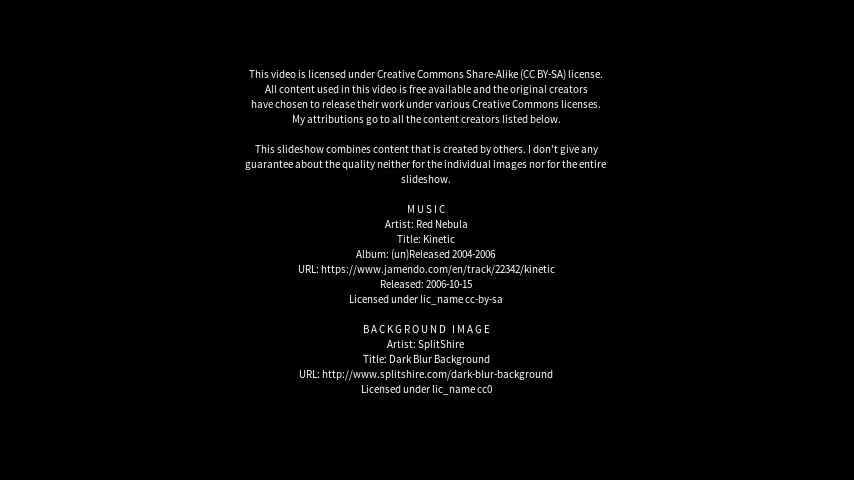 This video is licensed under Creative Commons Share-Alike (CC BY-SA) license.
All content used in this video is free available and the original creators
have chosen to release their work under various Creative Commons licenses.
My attributions go to all the content creators listed below.
This slideshow combines content that is created by others. I don't give any
guarantee about the quality neither for the individual images nor for the entire
slideshow.
MUSIC
Artist: Red Nebula
Title: Kinetic
Album: (un)Released 2004-2006
URL: https://www.jamendo.com/en/track/22342/kinetic
Released: 2006-10-15
Licensed under lic_name cc-by-sa
BACKGROUND IMAGE
Artist: SplitShire
Title: Dark Blur Background
URL: http://www.splitshire.com/dark-blur-background
Licensed under lic_name cc0